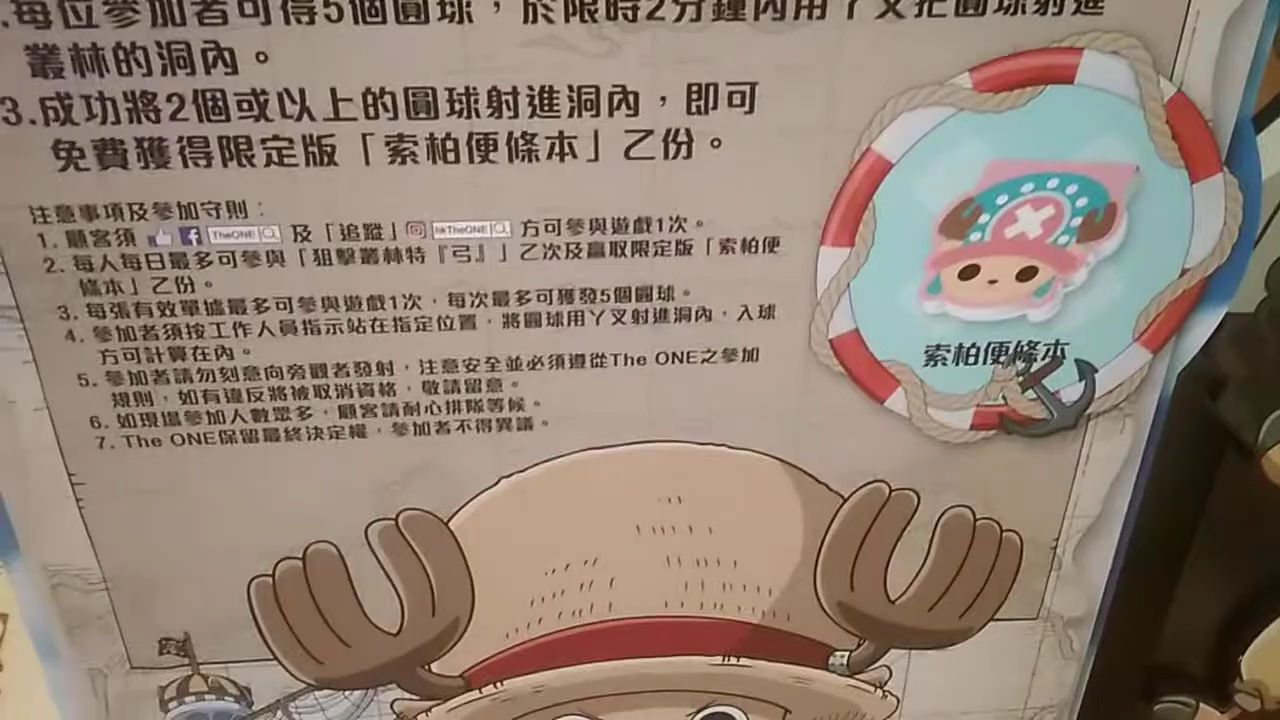 .每位參加者可得5個圓球，於限時2分鐘內用丫叉把圓球射進
叢林的洞內。
3.成功將2個或以上的圓球射進洞內，即可
免費獲得限定版「索柏便條本」乙份。
注意事項及參加守則：
1. 顧客須 TheONE 及「追蹤」 hkTheONE 方可參與遊戲1次。
2. 每人每日最多可參與「狙擊叢林特『弓』」乙次及贏取限定版「索柏便
條本」乙份。
3. 每張有效單據最多可參與遊戲1次，每次最多可獲發5個圓球。
4. 參加者須按工作人員指示站在指定位置，將圓球用丫叉射進洞內，入球
方可計算在內。
5. 參加者請勿刻意向旁觀者發射，注意安全並必須遵從The ONE之參加
規則，如有違反將被取消資格，敬請留意。
6. 如現場參加人數眾多，顧客請耐心排隊等候。
7. The ONE保留最終決定權，參加者不得異議。
索柏便條本